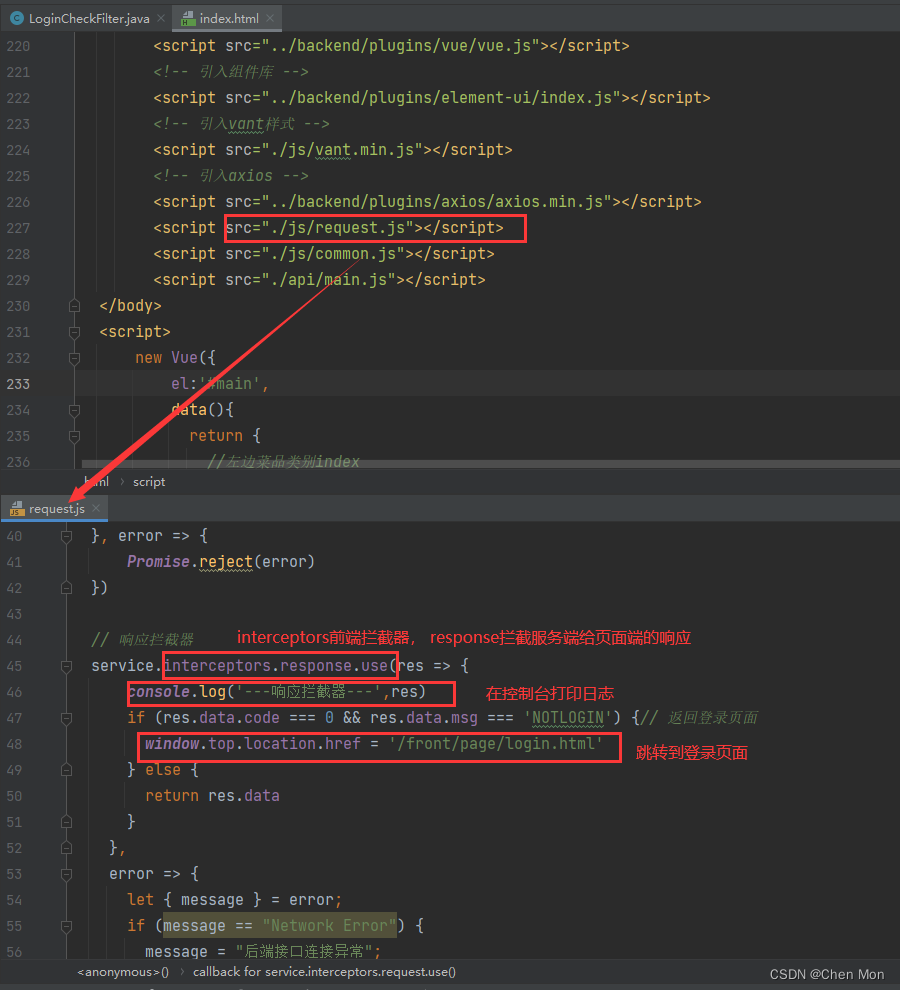 LoginCheckFilter.java index.html
220 <script src="../backend/plugins/vue/vue.js"></script>
221 <!-- 引入组件库 -->
222 <script src="../backend/plugins/element-ui/index.js"></script>
223 <!-- 引入vant样式 -->
224 <script src="./js/vant.min.js"></script>
225 <!-- 引入axios -->
226 <script src="../backend/plugins/axios/axios.min.js"></script>
227 <script src="./js/request.js"></script>
228 <script src="./js/common.js"></script>
229 <script src="./api/main.js"></script>
230 </body>
231 <script>
232 new Vue({
233 el:'#main',
234 data(){
235 return {
236 //左边菜品类别index
html › script
request.js
40 }, error => {
41 Promise.reject(error)
42 })
43
44 // 响应拦截器 interceptors前端拦截器， response拦截服务端给页面端的响应
45 service.interceptors.response.use(res => {
46 console.log('---响应拦截器---',res) 在控制台打印日志
47 if (res.data.code === 0 && res.data.msg === 'NOTLOGIN') {// 返回登录页面
48 window.top.location.href = '/front/page/login.html' 跳转到登录页面
49 } else {
50 return res.data
51 }
52 },
53 error => {
54 let { message } = error;
55 if (message == "Network Error") {
56 message = "后端接口连接异常";
<anonymous>() › callback for service.interceptors.request.use()
CSDN @Chen Mon